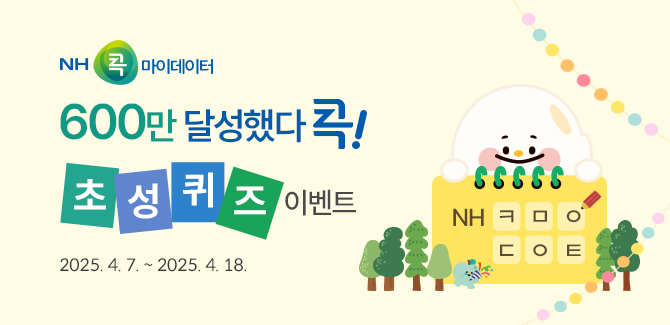 NH 콕 마이데이터
600만 달성했다 콕!
초성퀴즈 이벤트
2025. 4. 7. ~ 2025. 4. 18.
NH ㅋ ㅁ ㅇ
ㄷ ㅇ ㅌ